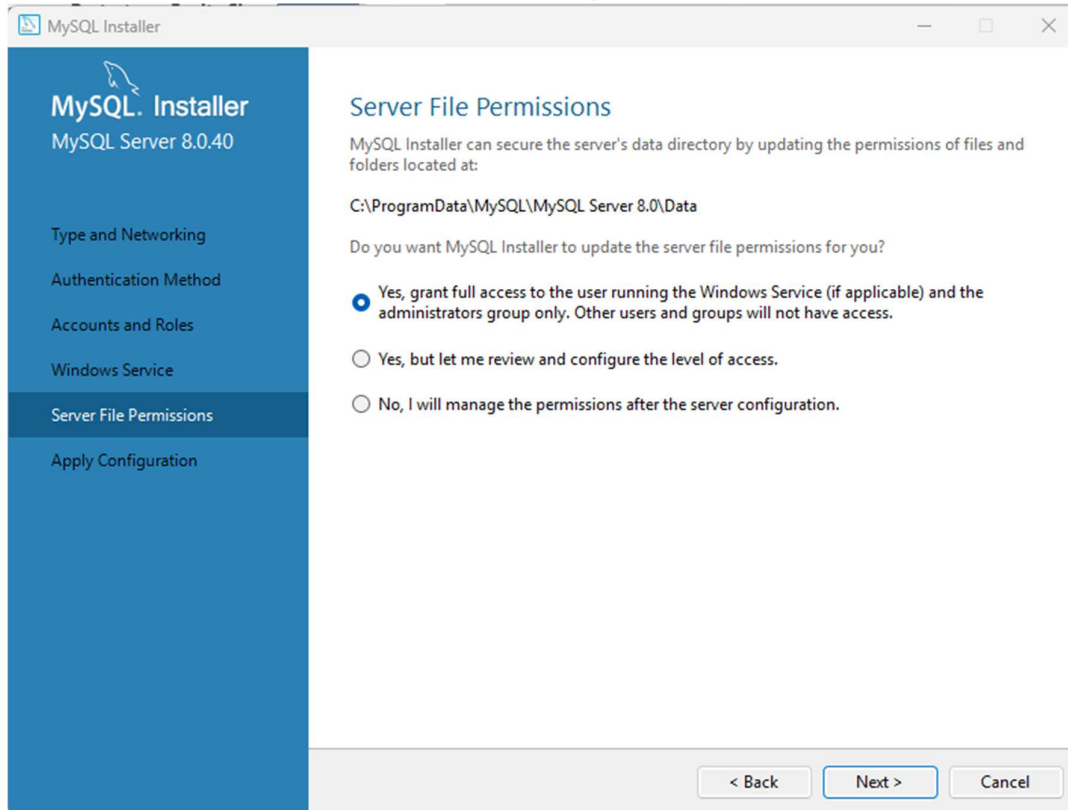 MySQL Installer
MySQL. Installer
MySQL Server 8.0.40
Type and Networking
Authentication Method
Accounts and Roles
Windows Service
Server File Permissions
Apply Configuration
Server File Permissions
MySQL Installer can secure the server's data directory by updating the permissions of files and
folders located at:
C:\ProgramData\MySQL\MySQL Server 8.0\Data
Do you want MySQL Installer to update the server file permissions for you?
Yes, grant full access to the user running the Windows Service (if applicable) and the
administrators group only. Other users and groups will not have access.
Yes, but let me review and configure the level of access.
No, I will manage the permissions after the server configuration.
< Back
Next >
Cancel